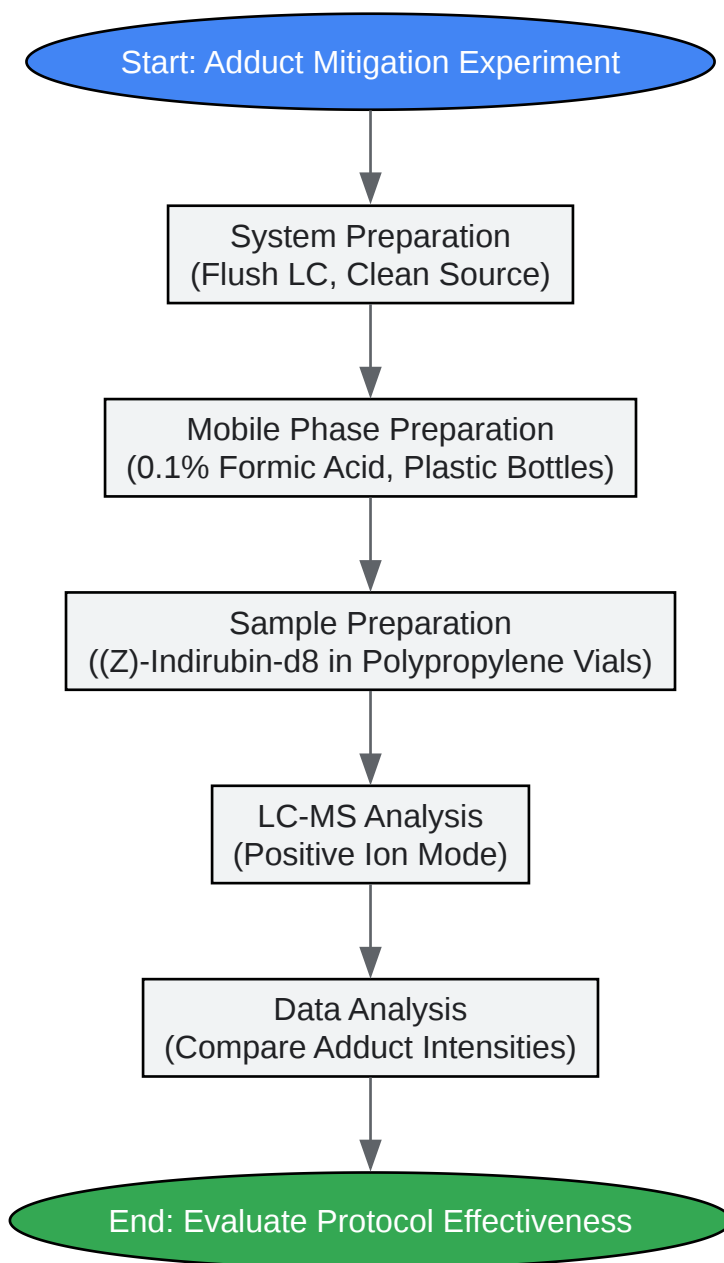 Start: Adduct Mitigation Experiment
System Preparation
(Flush LC, Clean Source)
Mobile Phase Preparation
(0.1% Formic Acid, Plastic Bottles)
Sample Preparation
((Z)-Indirubin-d8 in Polypropylene Vials)
LC-MS Analysis
(Positive Ion Mode)
Data Analysis
(Compare Adduct Intensities)
End: Evaluate Protocol Effectiveness